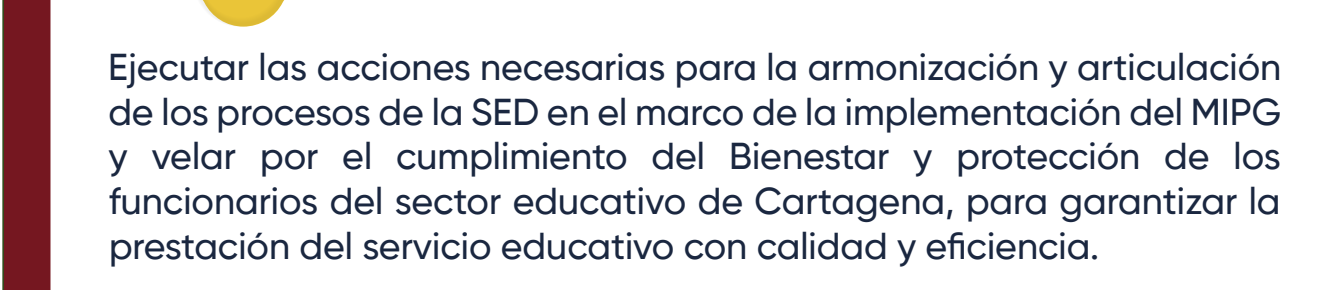 Ejecutar las acciones necesarias para la armonización y articulación
de los procesos de la SED en el marco de la implementación del MIPG
y velar por el cumplimiento del Bienestar y protección de los
funcionarios del sector educativo de Cartagena, para garantizar la
prestación del servicio educativo con calidad y eficiencia.